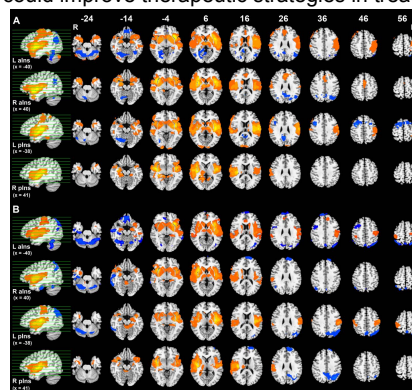 could improve therapeutic strategies in trea
-24 -14 -4 6 16 26 36 46 56
A R
L aIns
(x = -40)
R aIns
(x = 40)
L pIns
(x = -38)
R pIns
(x = 41)
B
L aIns
(x = -40)
R aIns
(x = 40)
L pIns
(x = -38)
R pIns
(x = 41)